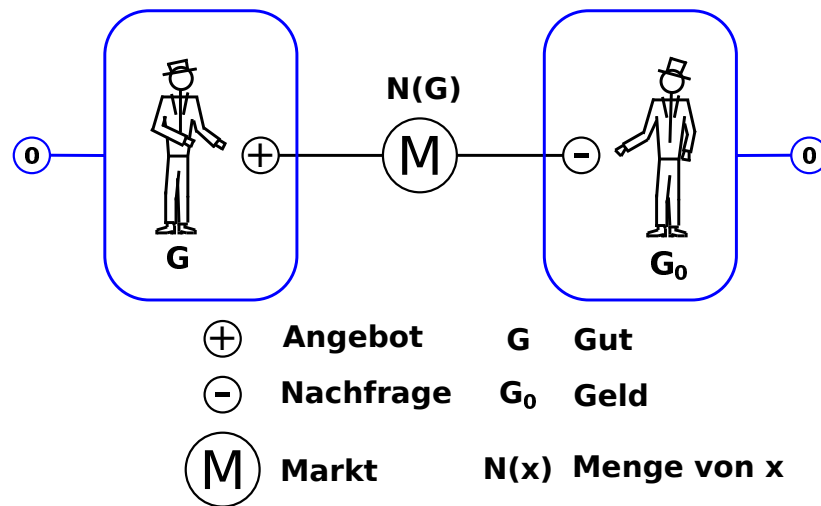 N(G)
0 + M - 0
G G₀
+ Angebot G Gut
- Nachfrage G₀ Geld
M Markt N(x) Menge von x